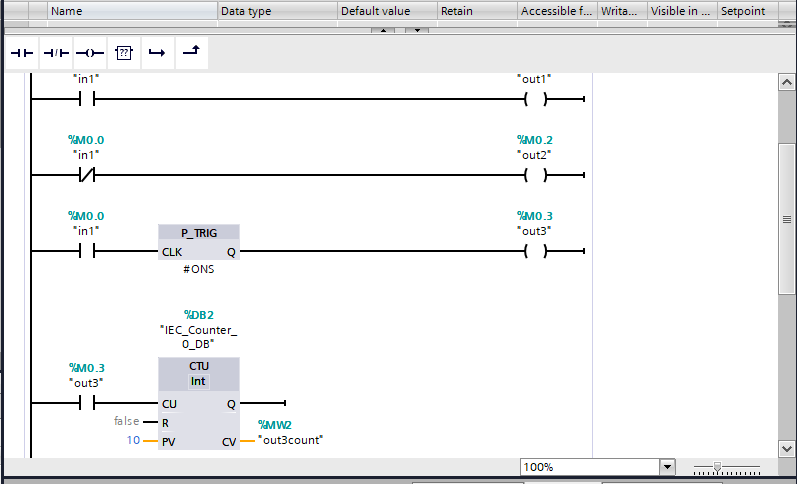 Name Data type Default value Retain Accessible f... Writa... Visible in ... Setpoint
??
"in1" "out1"
%M0.0 %M0.2
"in1" "out2"
%M0.0 %M0.3
"in1" "out3"
P_TRIG
CLK Q
#ONS
%DB2
"IEC_Counter_
0_DB"
CTU
%M0.3
"out3"
Int
CU Q
false R
%MW2
10 PV CV "out3count"
100%